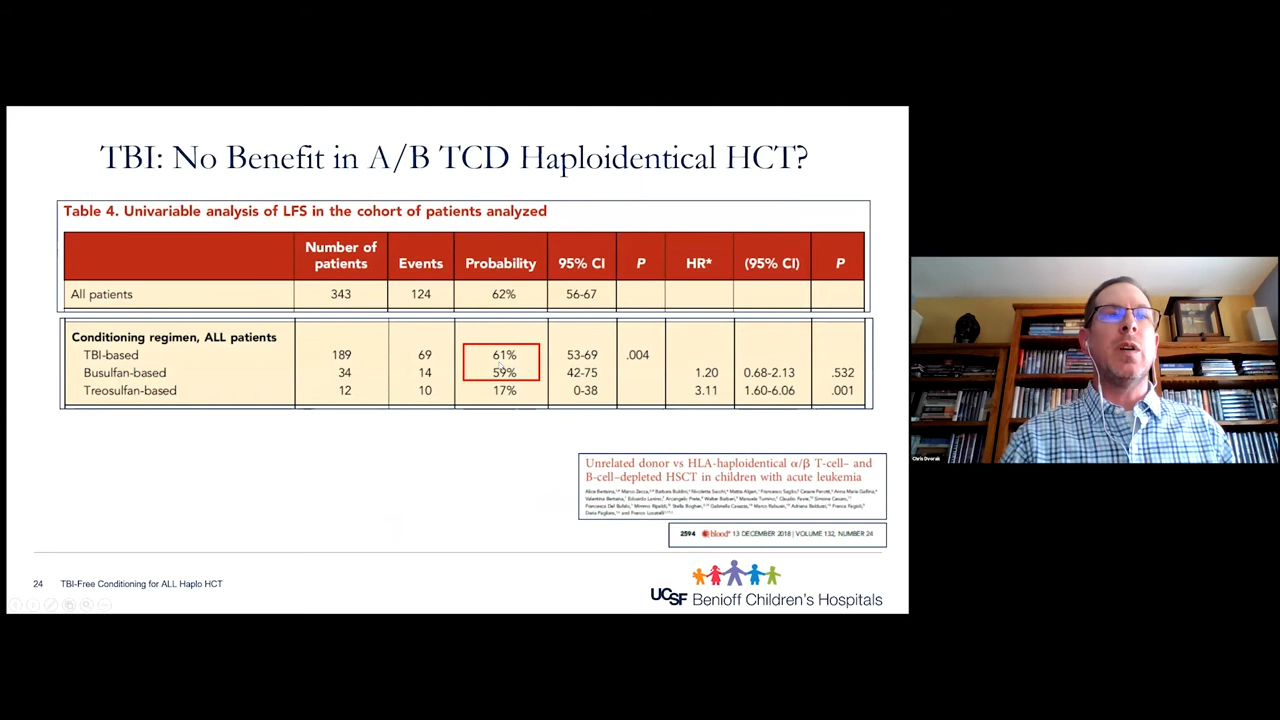 TBI: No Benefit in A/B TCD Haploidentical HCT?
Table 4. Univariable analysis of LFS in the cohort of patients analyzed
Number of patients Events Probability 95% CI P HR* (95% CI) P
All patients 343 124 62% 56-67
Conditioning regimen, ALL patients
TBI-based 189 69 61% 53-69 .004
Busulfan-based 34 14 59% 42-75 1.20 0.68-2.13 .532
Treosulfan-based 12 10 17% 0-38 3.11 1.60-6.06 .001
Unrelated donor vs HLA-haploidentical α/β T-cell– and
B-cell–depleted HSCT in children with acute leukemia
2594 blood 13 DECEMBER 2018 | VOLUME 132, NUMBER 24
24 TBI-Free Conditioning for ALL Haplo HCT
UCSF Benioff Children's Hospitals
Chris Dvorak